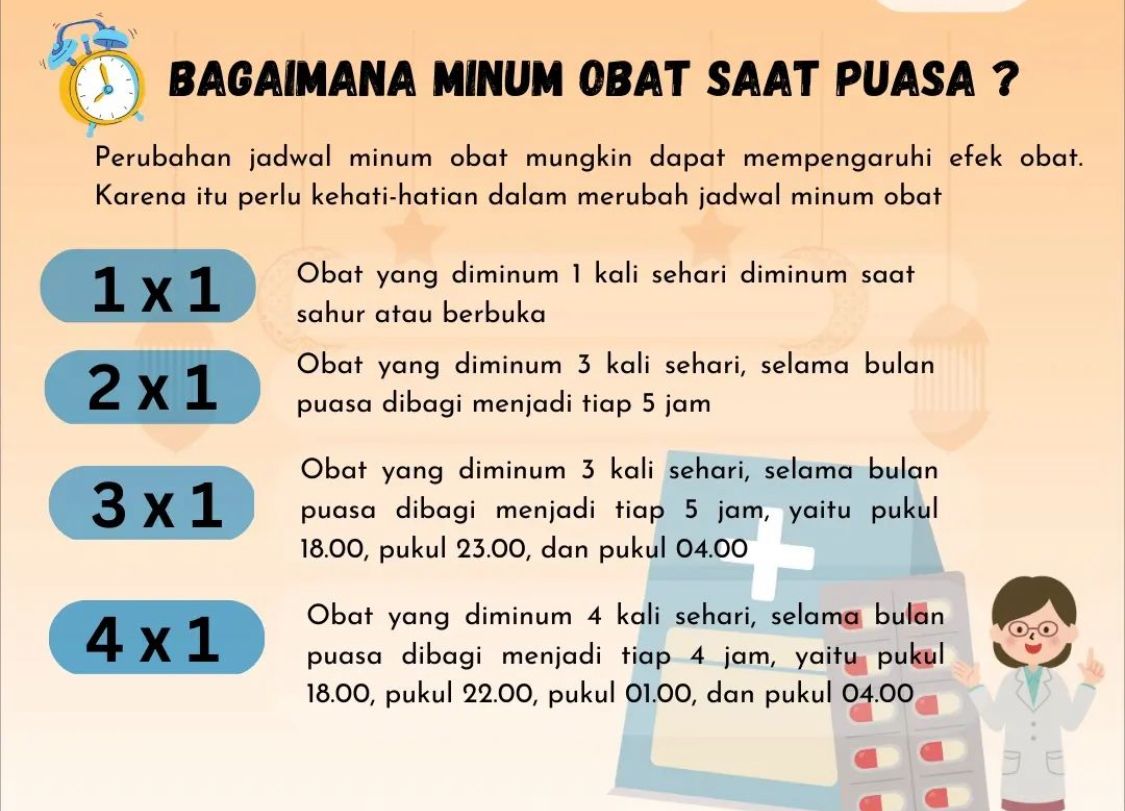 BAGAIMANA MINUM OBAT SAAT PUASA ?
Perubahan jadwal minum obat mungkin dapat mempengaruhi efek obat.
Karena itu perlu kehati-hatian dalam merubah jadwal minum obat
1 x 1
Obat yang diminum 1 kali sehari diminum saat
sahur atau berbuka
2 x 1
Obat yang diminum 3 kali sehari, selama bulan
puasa dibagi menjadi tiap 5 jam
3 x 1
Obat yang diminum 3 kali sehari, selama bulan
puasa dibagi menjadi tiap 5 jam, yaitu pukul
18.00, pukul 23.00, dan pukul 04.00
4 x 1
Obat yang diminum 4 kali sehari, selama bulan
puasa dibagi menjadi tiap 4 jam, yaitu pukul
18.00, pukul 22.00, pukul 01.00, dan pukul 04.00